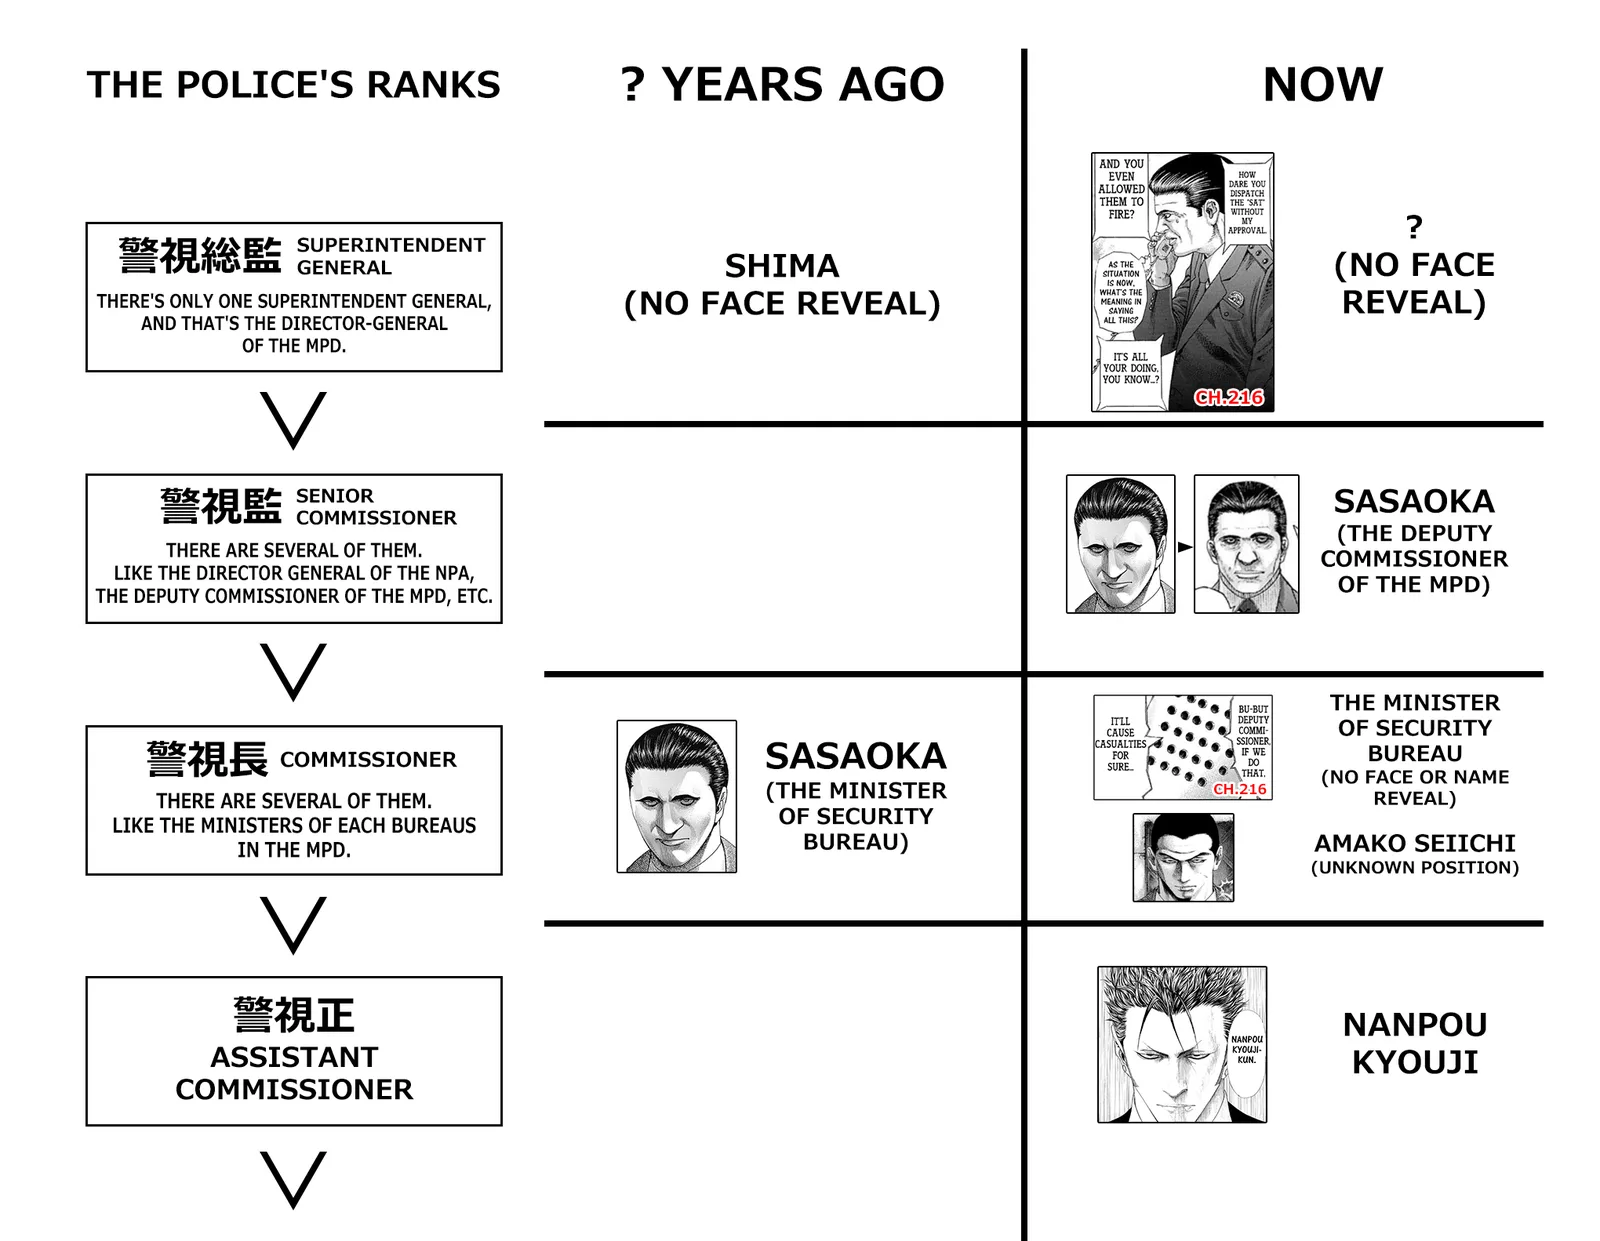 THE POLICE'S RANKS
? YEARS AGO
NOW
警視総監
SUPERINTENDENT
GENERAL
THERE'S ONLY ONE SUPERINTENDENT GENERAL,
AND THAT'S THE DIRECTOR-GENERAL
OF THE MPD.
SHIMA
(NO FACE REVEAL)
AND YOU
EVEN
ALLOWED
THEM TO
FIRE?
HOW
DARE YOU
DISPATCH
THE "SAT"
WITHOUT
MY
APPROVAL.
AS THE
SITUATION
IS NOW,
WHAT'S THE
MEANING IN
SAYING
ALL THIS?
IT'S ALL
YOUR DOING,
YOU KNOW...?
CH.216
?
(NO FACE
REVEAL)
警視監
SENIOR
COMMISSIONER
THERE ARE SEVERAL OF THEM.
LIKE THE DIRECTOR GENERAL OF THE NPA,
THE DEPUTY COMMISSIONER OF THE MPD, ETC.
SASAOKA
(THE DEPUTY
COMMISSIONER
OF THE MPD)
警視長
COMMISSIONER
THERE ARE SEVERAL OF THEM.
LIKE THE MINISTERS OF EACH BUREAUS
IN THE MPD.
SASAOKA
(THE MINISTER
OF SECURITY
BUREAU)
IT'LL
CAUSE
CASUALTIES
FOR
SURE...
BU-BUT
DEPUTY
COMMI-
SSIONER,
IF WE
DO
THAT.
CH.216
THE MINISTER
OF SECURITY
BUREAU
(NO FACE OR NAME
REVEAL)
AMAKO SEIICHI
(UNKNOWN POSITION)
警視正
ASSISTANT
COMMISSIONER
NANPOU
KYOUJI-
KUN.
NANPOU
KYOUJI